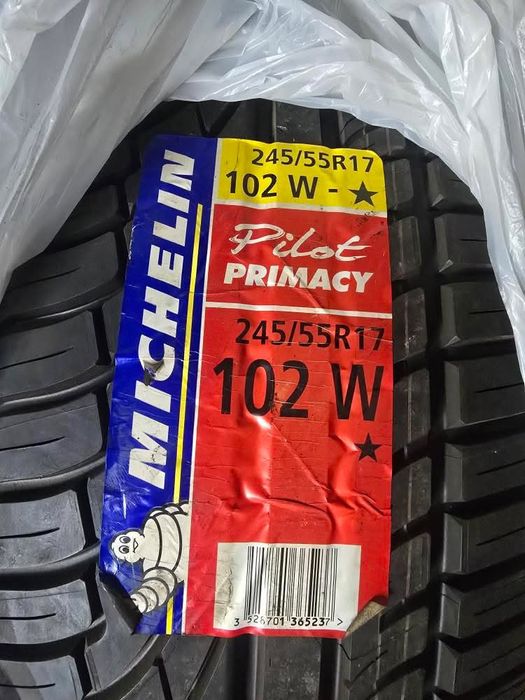 MICHELIN
245/55R17
102 W - ★
Pilot
PRIMACY
245/55R17
102 W
★
3 528701 365237 >